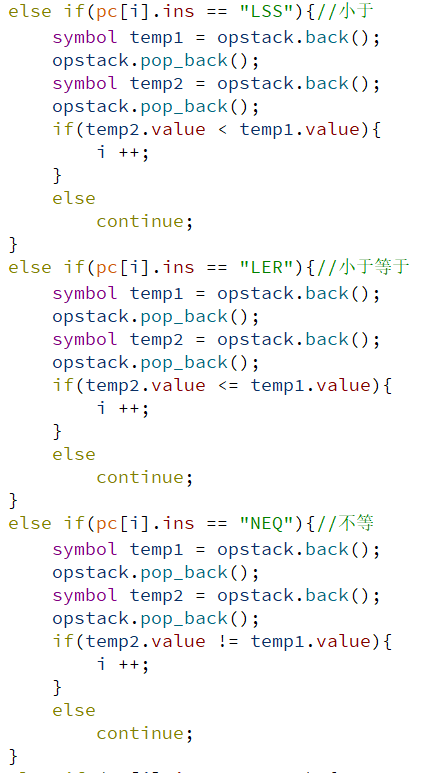 else if(pc[i].ins == "LSS"){//小于
    symbol temp1 = opstack.back();
    opstack.pop_back();
    symbol temp2 = opstack.back();
    opstack.pop_back();
    if(temp2.value < temp1.value){
        i ++;
    }
    else
        continue;
}
else if(pc[i].ins == "LER"){//小于等于
    symbol temp1 = opstack.back();
    opstack.pop_back();
    symbol temp2 = opstack.back();
    opstack.pop_back();
    if(temp2.value <= temp1.value){
        i ++;
    }
    else
        continue;
}
else if(pc[i].ins == "NEQ"){//不等
    symbol temp1 = opstack.back();
    opstack.pop_back();
    symbol temp2 = opstack.back();
    opstack.pop_back();
    if(temp2.value != temp1.value){
        i ++;
    }
    else
        continue;
}